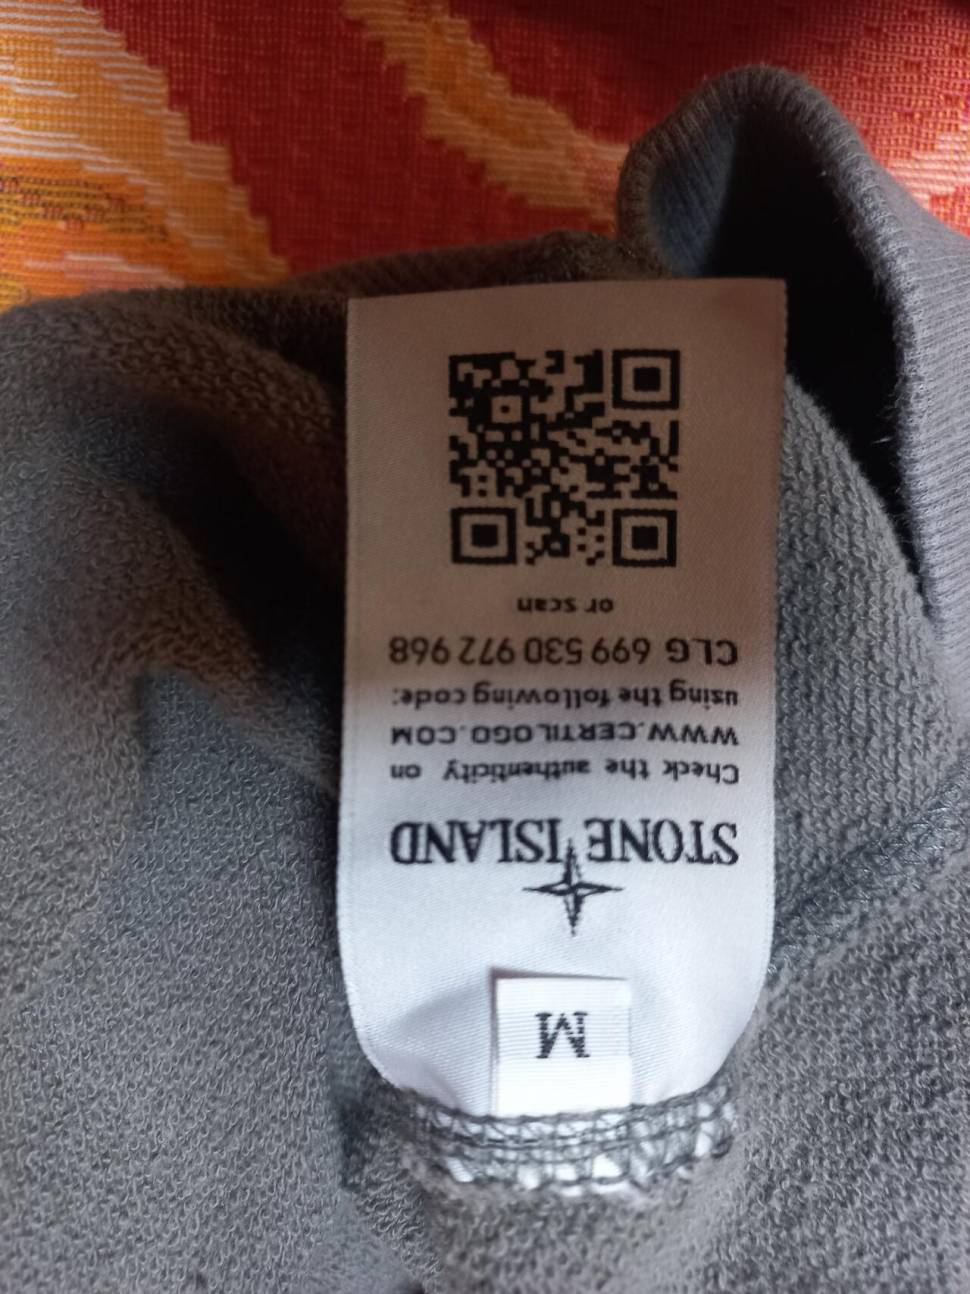 M
STONE ISLAND
Check the authenticity on
WWW.CERTILOGO.COM
using the following code:
CLG 699 530 972 968
or scan